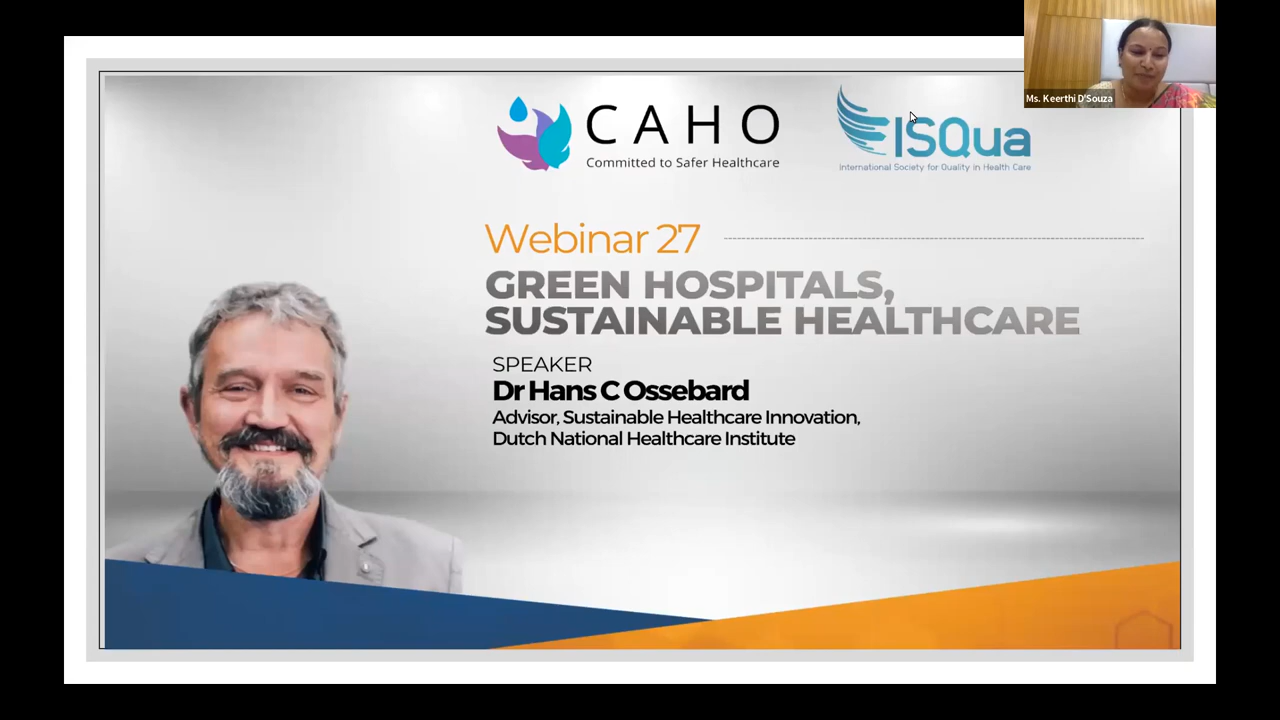 Ms. Keerthi D'Souza
CAHO
Committed to Safer Healthcare
ISQua
International Society for Quality in Health Care
Webinar 27
GREEN HOSPITALS,
SUSTAINABLE HEALTHCARE
SPEAKER
Dr Hans C Ossebard
Advisor, Sustainable Healthcare Innovation,
Dutch National Healthcare Institute